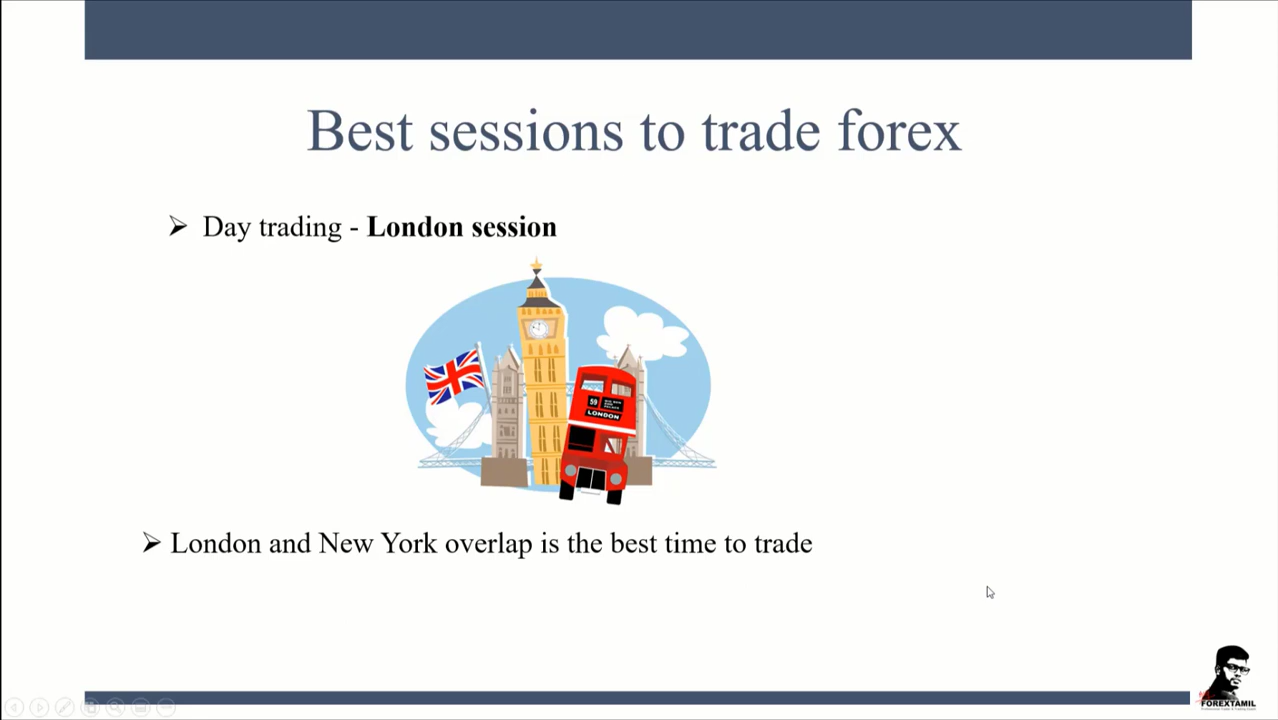 Best sessions to trade forex
➢ Day trading - London session
59
LONDON
➢ London and New York overlap is the best time to trade
FOREXTAMIL